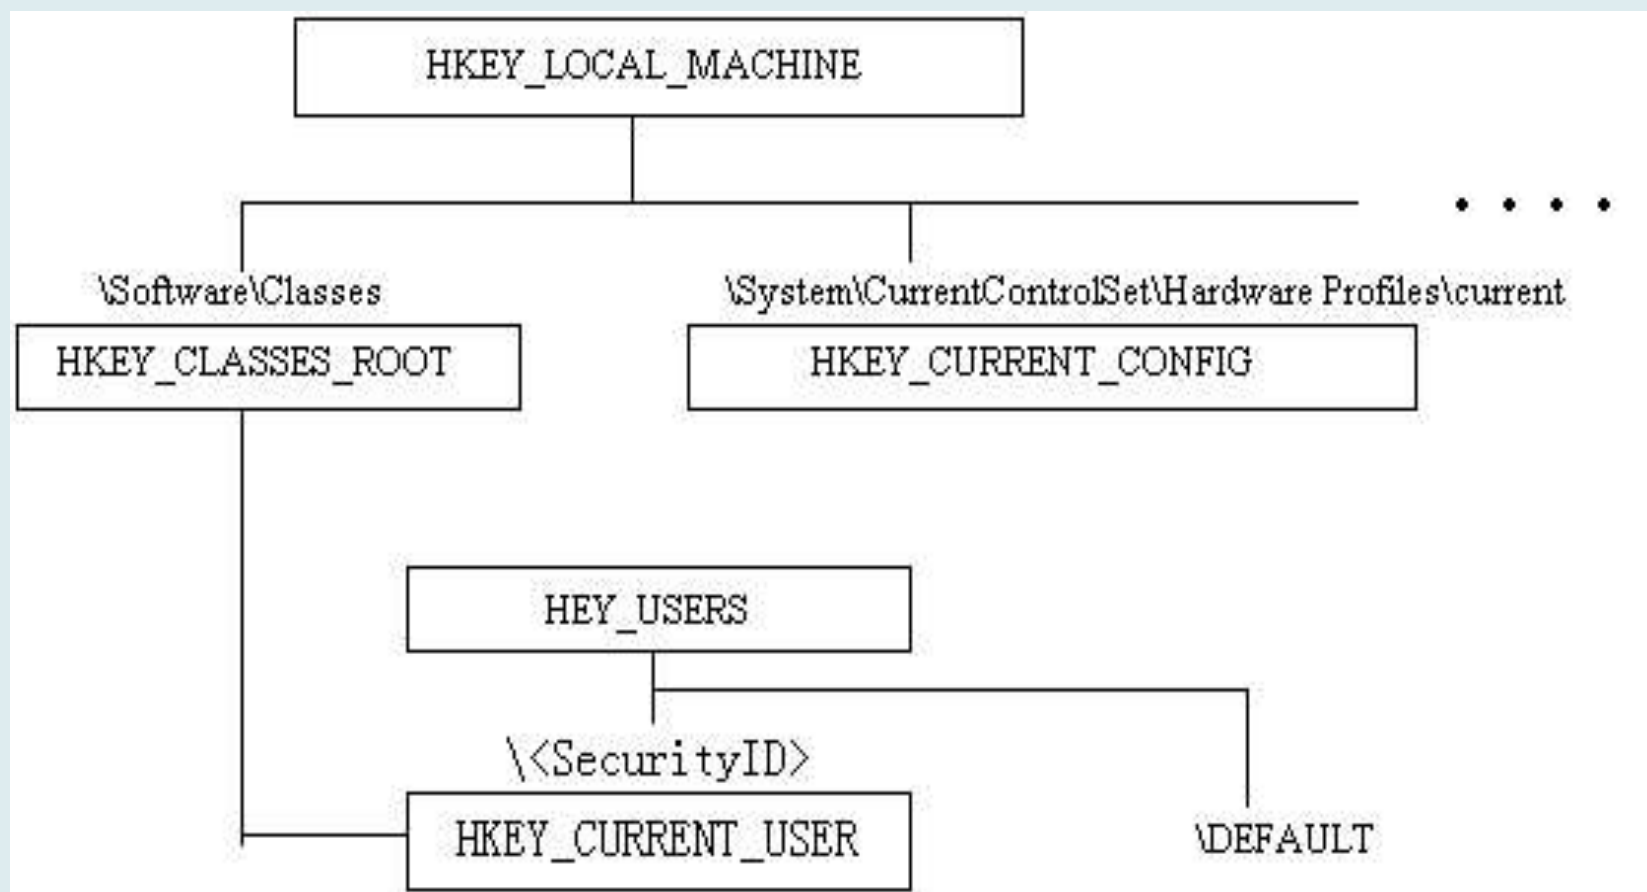 HKEY_LOCAL_MACHINE
\Software\Classes
\System\CurrentControlSet\Hardware Profiles\current
HKEY_CLASSES_ROOT
HKEY_CURRENT_CONFIG
HEY_USERS
\<SecurityID>
HKEY_CURRENT_USER
\DEFAULT